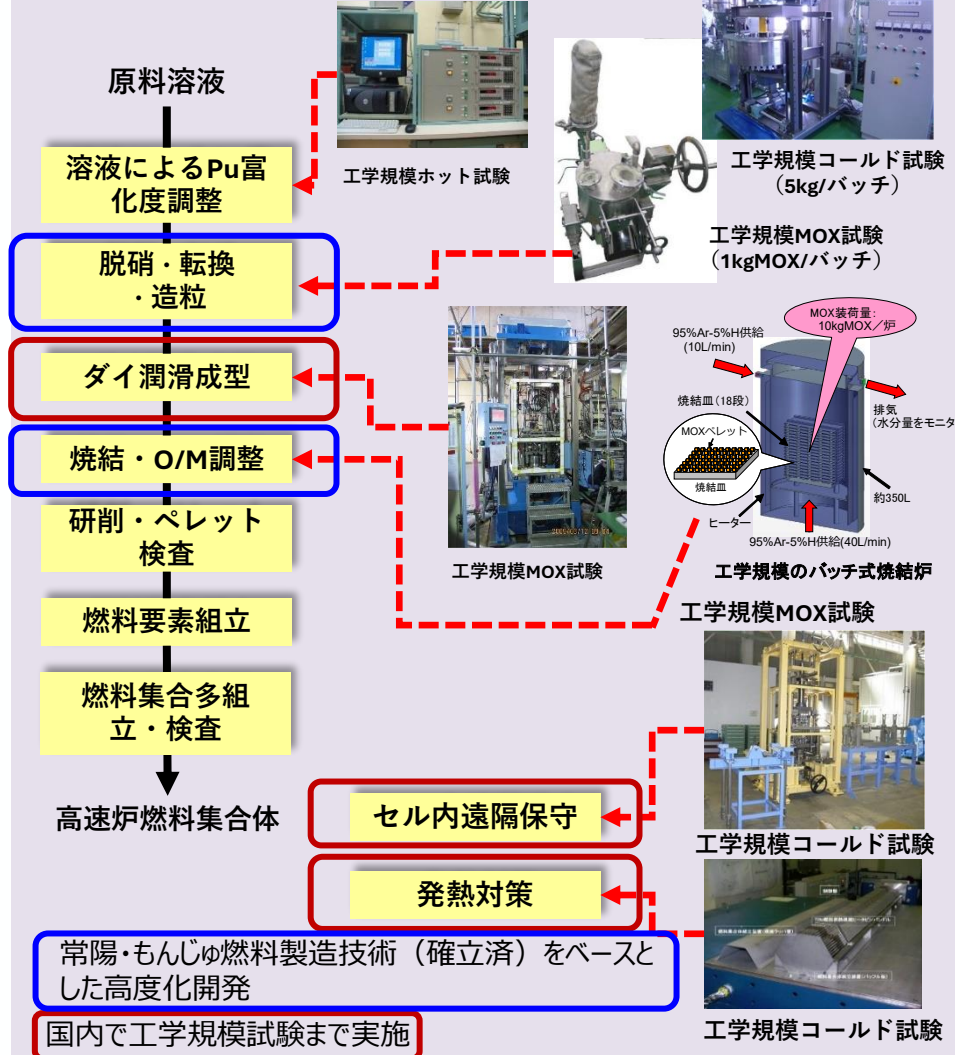 原料溶液
溶液によるPu富
化度調整
脱硝・転換
・造粒
ダイ潤滑成型
焼結・O/M調整
研削・ペレット
検査
燃料要素組立
燃料集合多組
立・検査
高速炉燃料集合体
工学規模ホット試験
工学規模コールド試験
（5kg/バッチ）
工学規模MOX試験
（1kgMOX/バッチ）
工学規模MOX試験
MOX装荷量：
10kgMOX／炉
95%Ar-5%H供給
(10L/min)
焼結皿（18段）
MOXペレット
焼結皿
排気
（水分量をモニタ
約350L
ヒーター
95%Ar-5%H供給(40L/min)
工学規模のバッチ式焼結炉
工学規模MOX試験
セル内遠隔保守
工学規模コールド試験
発熱対策
工学規模コールド試験
常陽・もんじゅ燃料製造技術（確立済）をベースと
した高度化開発
国内で工学規模試験まで実施